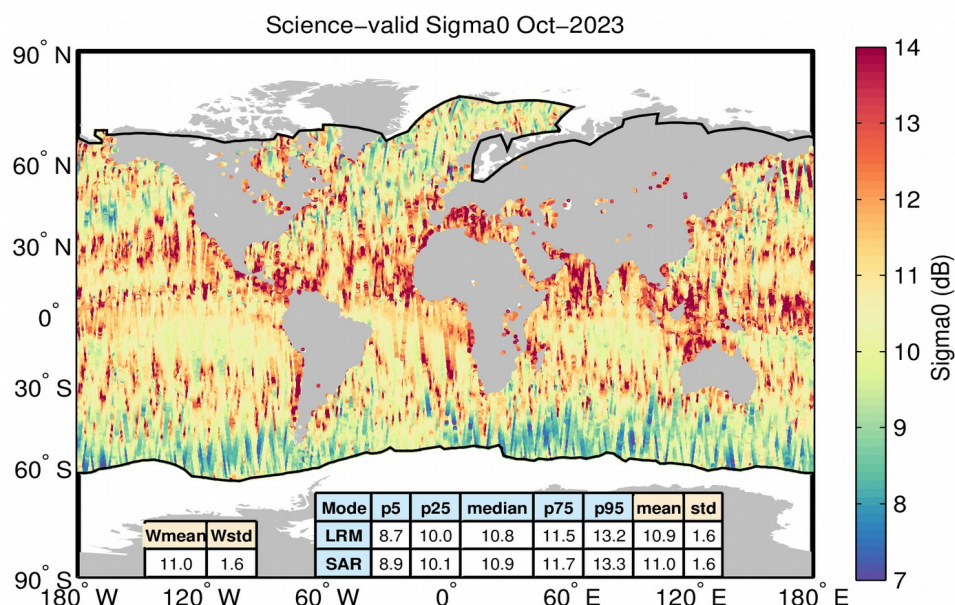 Science−valid Sigma0 Oct−2023
90° N
60° N
30° N
0°
30° S
60° S
90° S
180° W 120° W 60° W 0° 60° E 120° E 180° E
Mode p5 p25 median p75 p95 mean std
LRM 8.7 10.0 10.8 11.5 13.2 10.9 1.6
SAR 8.9 10.1 10.9 11.7 13.3 11.0 1.6
Wmean Wstd
11.0 1.6
14
13
12
11
10
9
8
7
Sigma0 (dB)